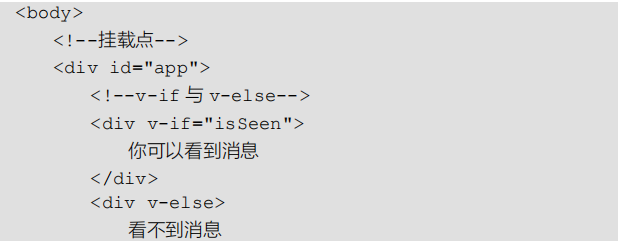 <body>
<!--挂载点-->
<div id="app">
<!--v-if 与 v-else-->
<div v-if="isSeen">
你可以看到消息
</div>
<div v-else>
看不到消息